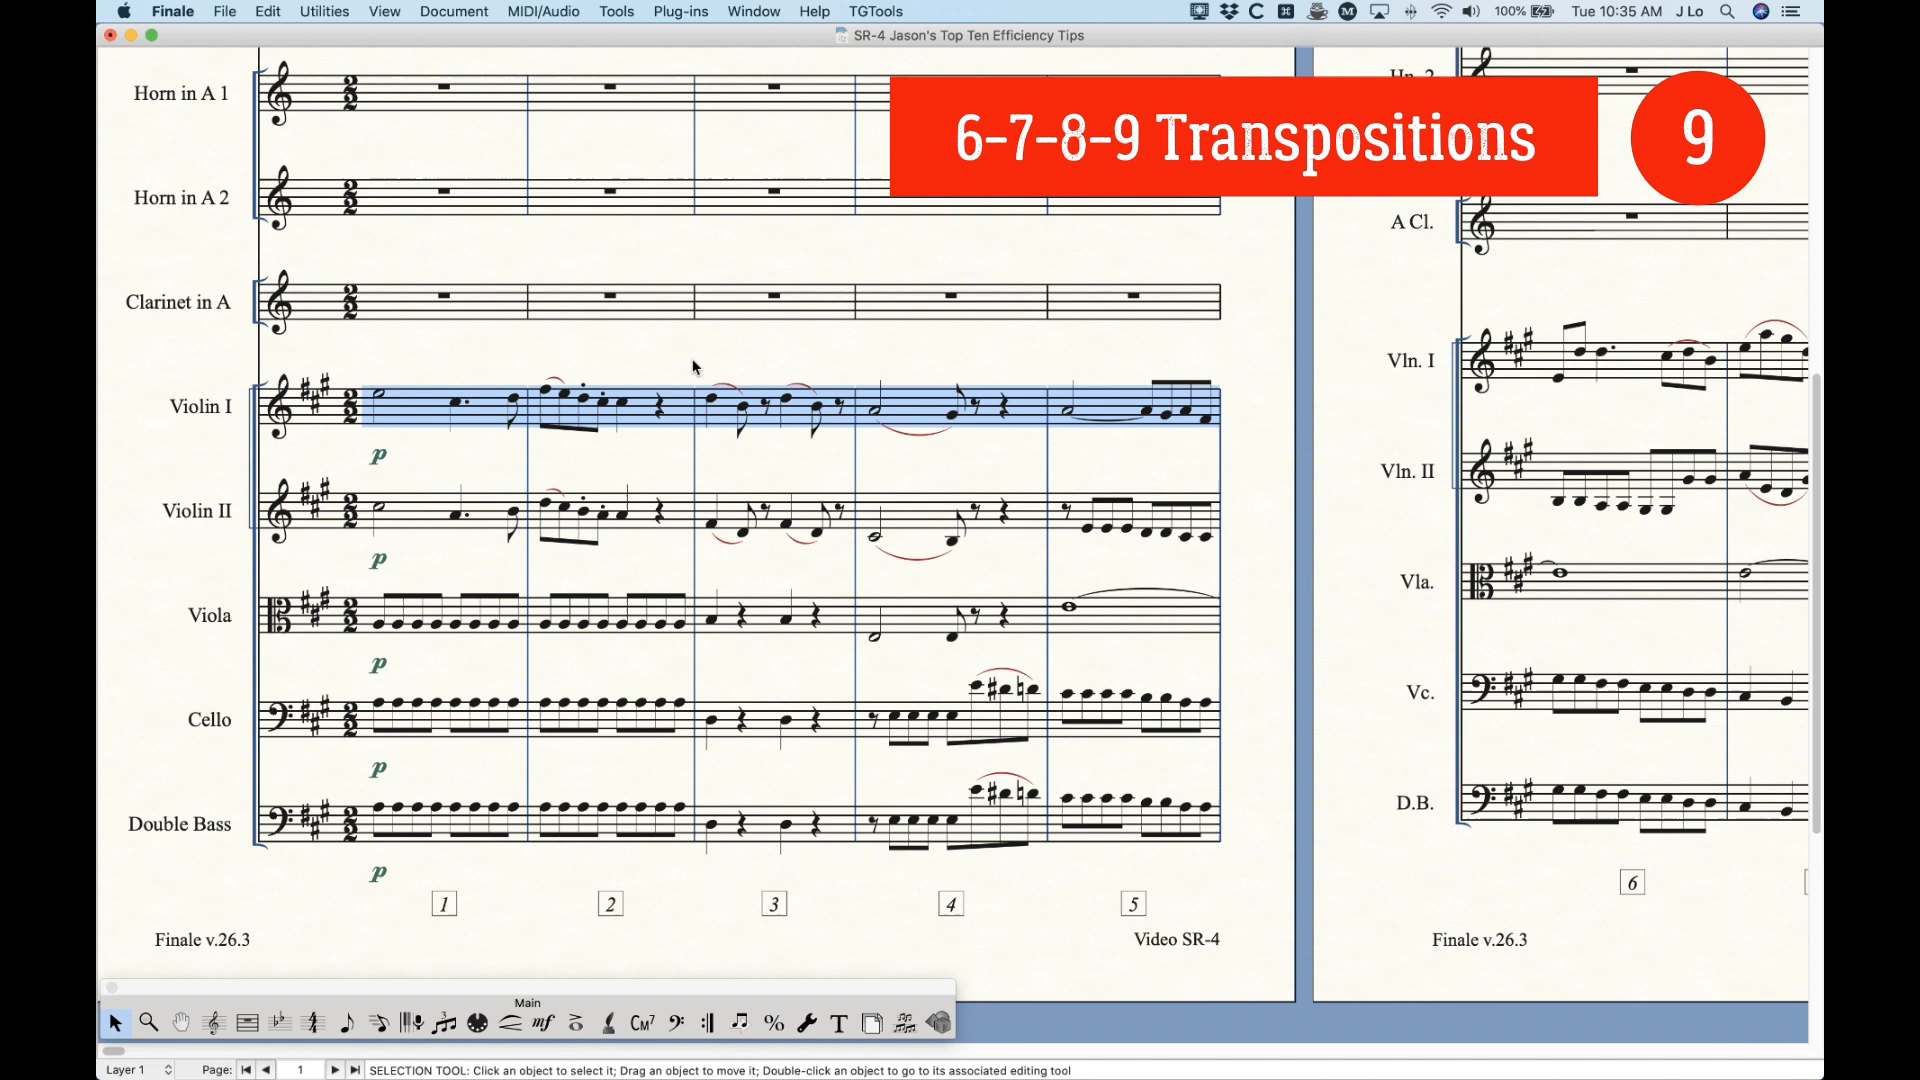 Finale File Edit Utilities View Document MIDI/Audio Tools Plug-ins Window Help TGTools 100% Tue 10:35 AM J Lo
SR-4 Jason's Top Ten Efficiency Tips
6-7-8-9 Transpositions 9
Horn in A 1
Horn in A 2
A Cl.
Clarinet in A
Vln. I
Violin I
p
Vln. II
Violin II
p
Vla.
Viola
p
Vc.
Cello
p
D.B.
Double Bass
p
6
1 2 3 4 5
Finale v.26.3 Video SR-4 Finale v.26.3
Main
mf CM7 % T
Layer 1 Page: 1 SELECTION TOOL: Click an object to select it; Drag an object to move it; Double-click an object to go to its associated editing tool